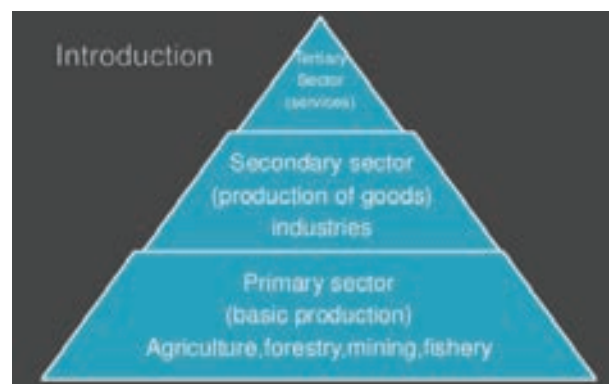 Introduction
Tertiary
Sector
(services)
Secondary sector
(production of goods)
industries
Primary sector
(basic production)
Agriculture,forestry,mining,fishery